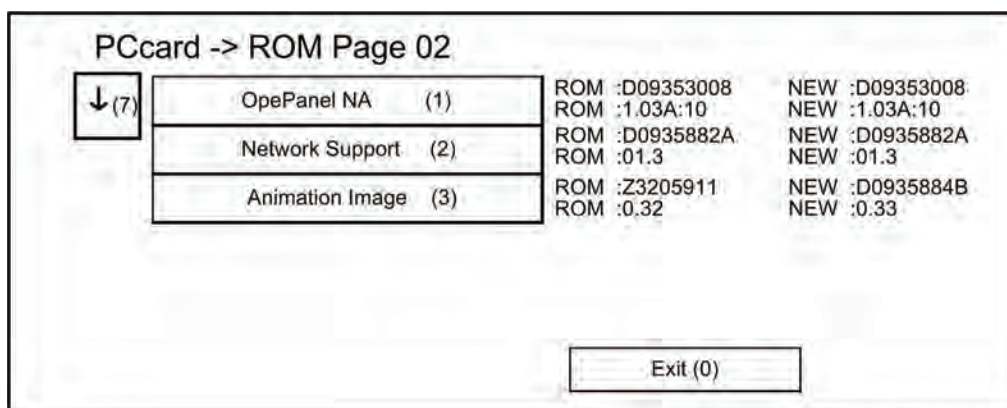 PCcard -> ROM Page 02
↓(7)
OpePanel NA (1) ROM :D09353008 NEW :D09353008
ROM :1.03A:10 NEW :1.03A:10
Network Support (2) ROM :D0935882A NEW :D0935882A
ROM :01.3 NEW :01.3
Animation Image (3) ROM :Z3205911 NEW :D0935884B
ROM :0.32 NEW :0.33
Exit (0)